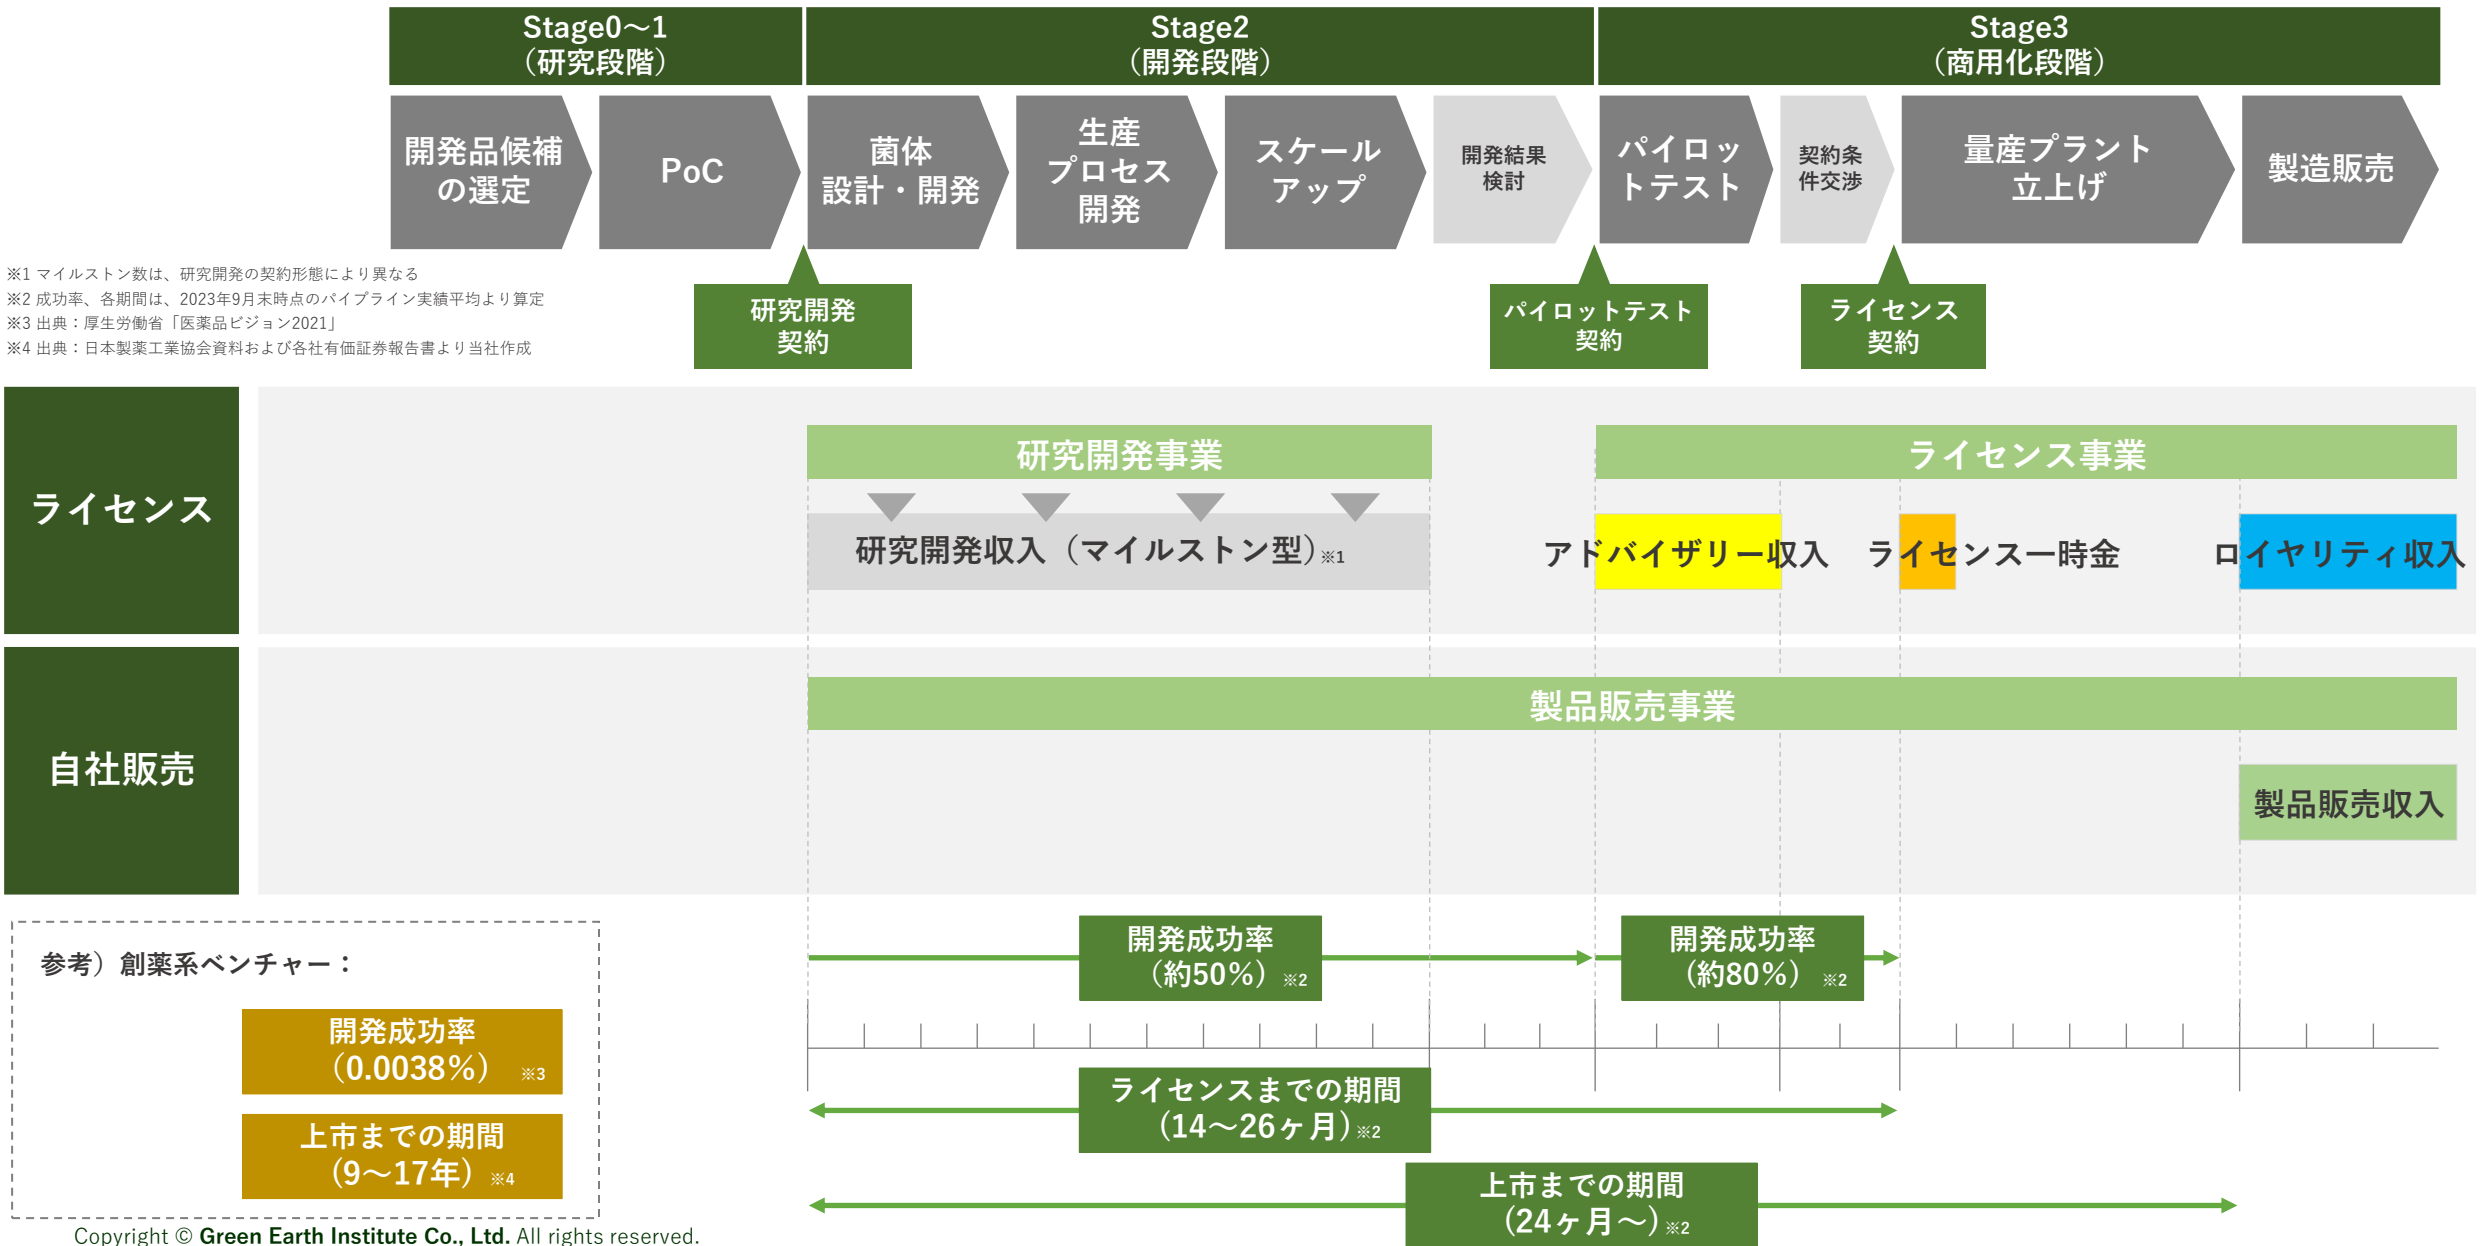 Stage0～1
（研究段階）
Stage2
（開発段階）
Stage3
（商用化段階）
開発品候補
の選定
PoC
菌体
設計・開発
生産
プロセス
開発
スケール
アップ
開発結果
検討
パイロッ
トテスト
契約条
件交渉
量産プラント
立上げ
製造販売
※1 マイルストン数は、研究開発の契約形態により異なる
※2 成功率、各期間は、2023年9月末時点のパイプライン実績平均より算定
※3 出典：厚生労働省「医薬品ビジョン2021」
※4 出典：日本製薬工業協会資料および各社有価証券報告書より当社作成
研究開発
契約
パイロットテスト
契約
ライセンス
契約
ライセンス
研究開発事業
ライセンス事業
研究開発収入（マイルストン型）※1
アドバイザリー収入
ライセンス一時金
ロイヤリティ収入
自社販売
製品販売事業
製品販売収入
参考）創薬系ベンチャー：
開発成功率
（0.0038%） ※3
上市までの期間
（9～17年） ※4
開発成功率
（約50%） ※2
開発成功率
（約80%） ※2
ライセンスまでの期間
(14～26ヶ月)※2
上市までの期間
(24ヶ月～)※2
Copyright © Green Earth Institute Co., Ltd. All rights reserved.